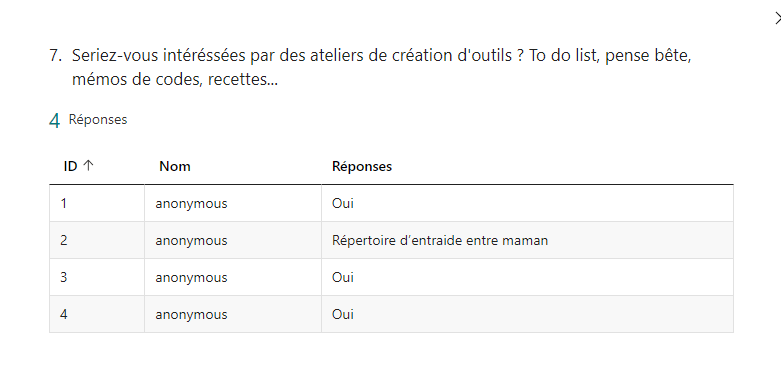 7. Seriez-vous intéréssées par des ateliers de création d'outils ? To do list, pense bête,
mémos de codes, recettes...
4 Réponses
ID ↑ Nom Réponses
1 anonymous Oui
2 anonymous Répertoire d’entraide entre maman
3 anonymous Oui
4 anonymous Oui